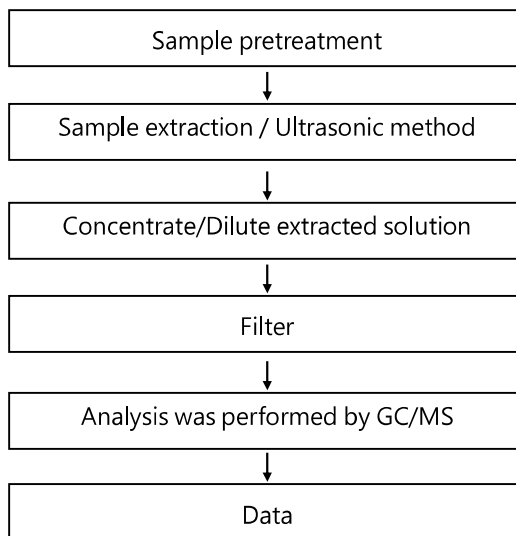 Sample pretreatment
Sample extraction / Ultrasonic method
Concentrate/Dilute extracted solution
Filter
Analysis was performed by GC/MS
Data